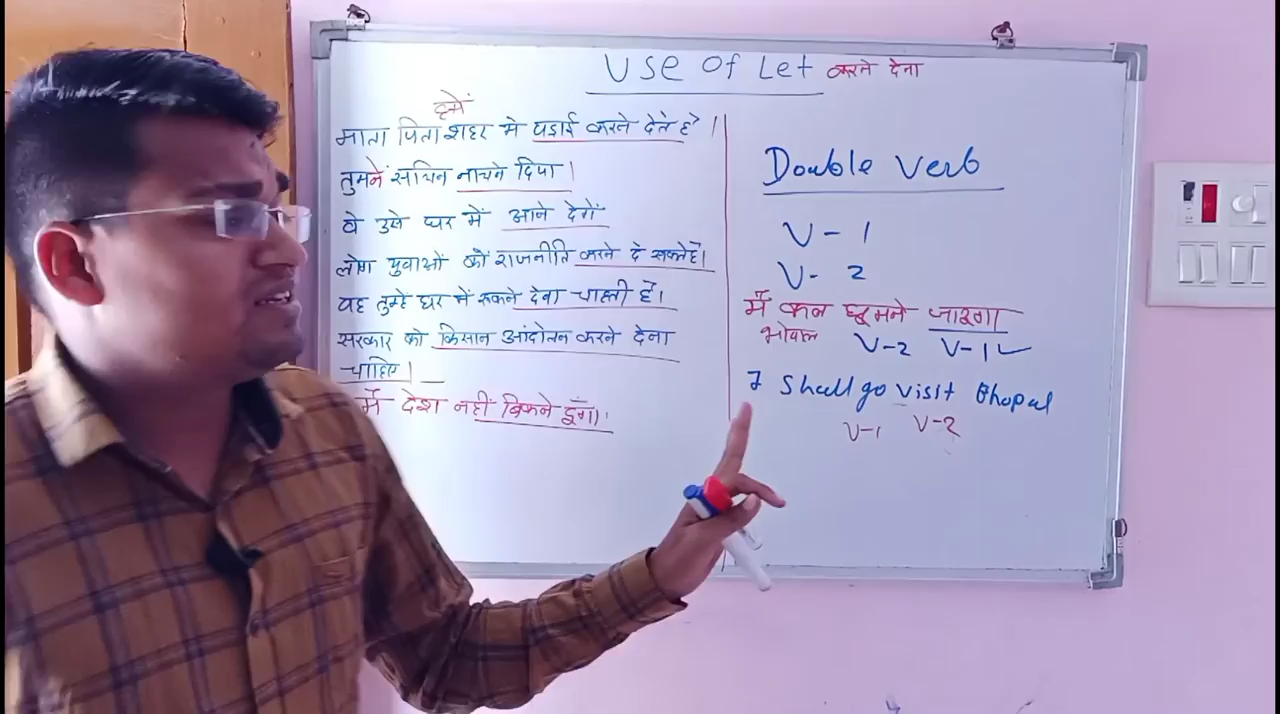 Use Of Let करने देना
हमें
माता पिता शहर मे पढाई करने देते है ।
तुमनें सचिन नाचने दिया ।
वे उसे घर में आने देगें
लोग युवाओ को राजनीति करने दे सकते है।
वह तुम्हे घर में रूकने देना चाहती है ।
सरकार को किसान आंदोलन करने देना
चाहिए ।
मैं देश नहीं बिकने दूँगा।
Double Verb
V - 1
V - 2
मैं कल घूमने जाऊगा
भोपाल V-2 V-1
I Shall go visit Bhopal
V-1 V-2